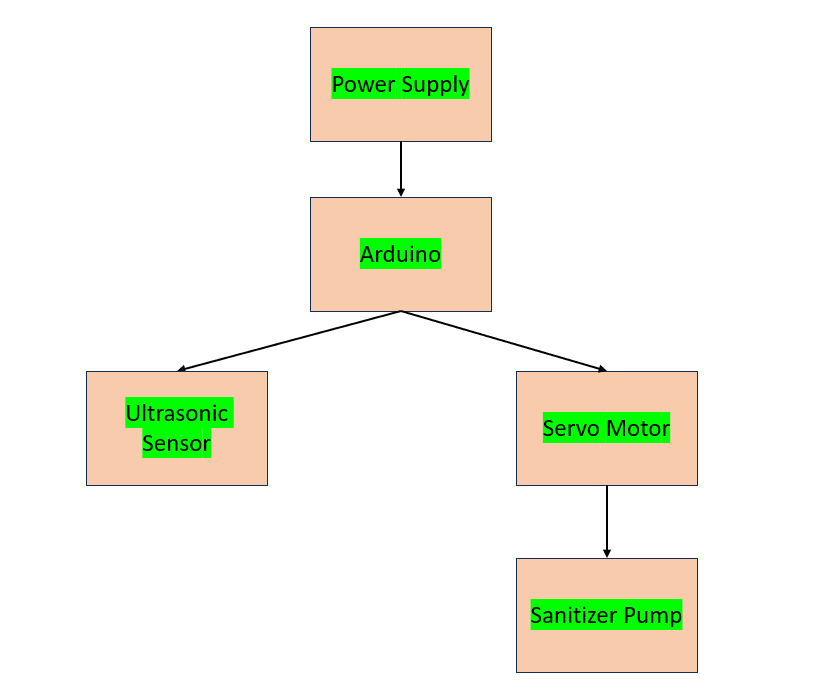 Power Supply
Arduino
Ultrasonic
Sensor
Servo Motor
Sanitizer Pump